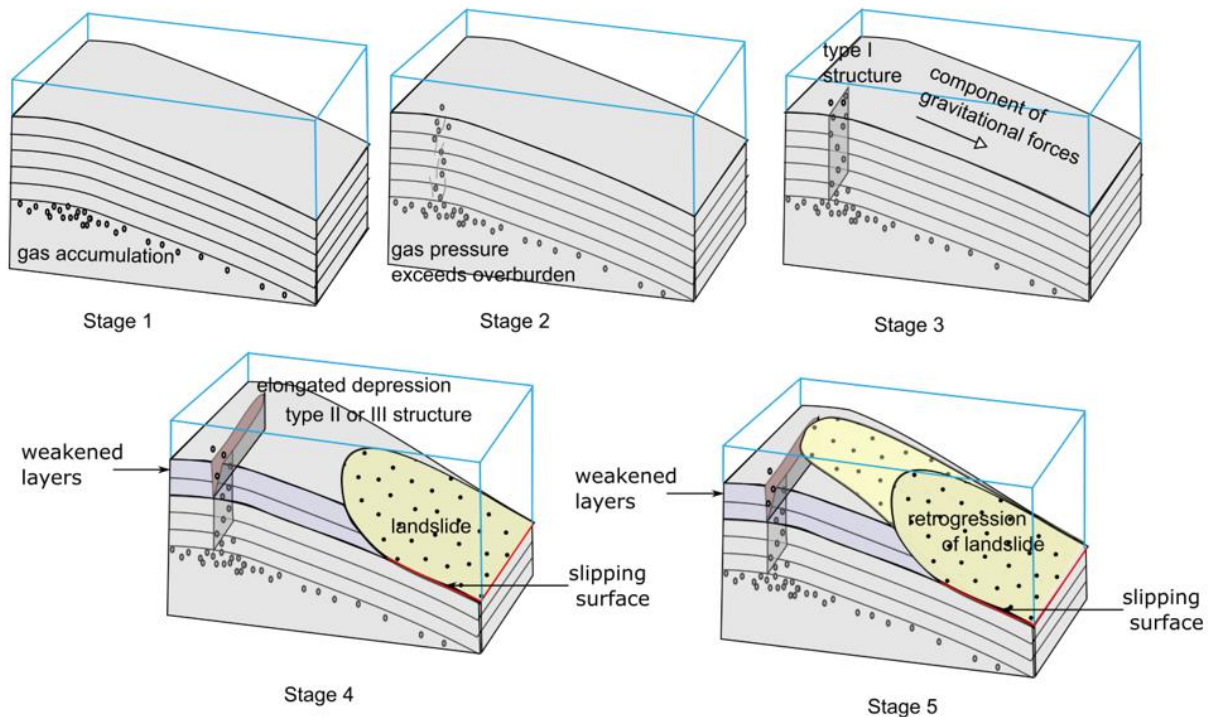 gas accumulation
Stage 1
gas pressure
exceeds overburden
Stage 2
type I
structure
component of
gravitational forces
Stage 3
elongated depression
type II or III structure
weakened
layers
landslide
slipping
surface
Stage 4
weakened
layers
retrogression
of landslide
slipping
surface
Stage 5